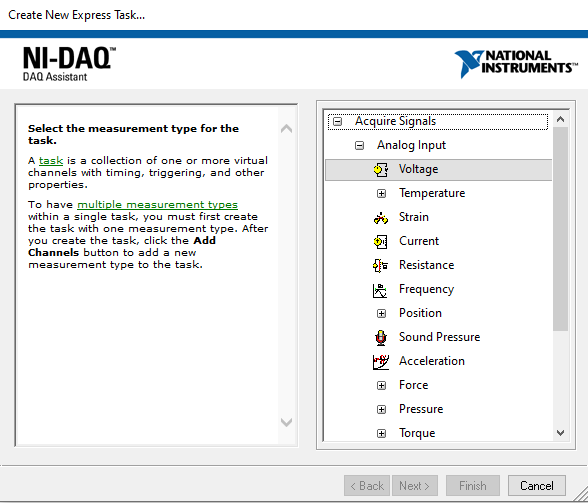 Create New Express Task...
NI-DAQ™
DAQ Assistant
NATIONAL
INSTRUMENTS™
Select the measurement type for the
task.
A task is a collection of one or more virtual
channels with timing, triggering, and other
properties.
To have multiple measurement types
within a single task, you must first create
the task with one measurement type. After
you create the task, click the Add
Channels button to add a new
measurement type to the task.
Acquire Signals
Analog Input
Voltage
Temperature
Strain
Current
Resistance
Frequency
Position
Sound Pressure
Acceleration
Force
Pressure
Torque
< Back Next > Finish Cancel